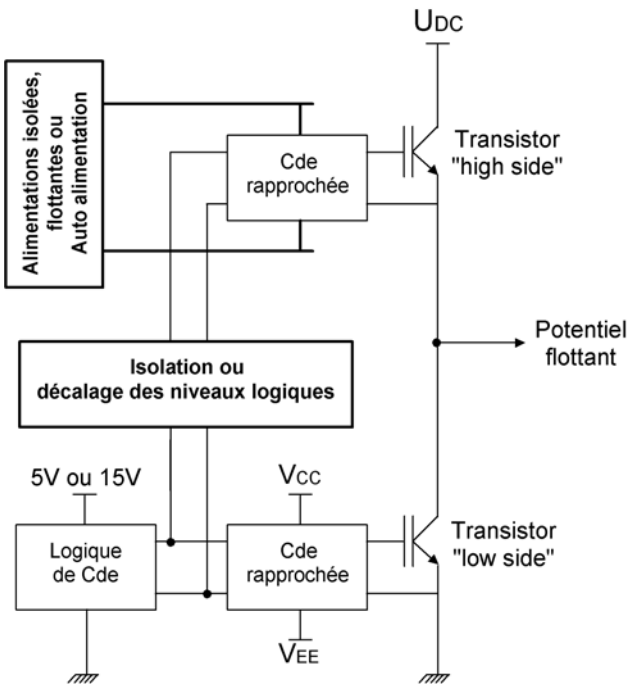 UDC
Alimentations isolées,
flottantes ou
Auto alimentation
Cde
rapprochée
Transistor
"high side"
Potentiel
flottant
Isolation ou
décalage des niveaux logiques
5V ou 15V
VCC
Logique
de Cde
Cde
rapprochée
Transistor
"low side"
VEE